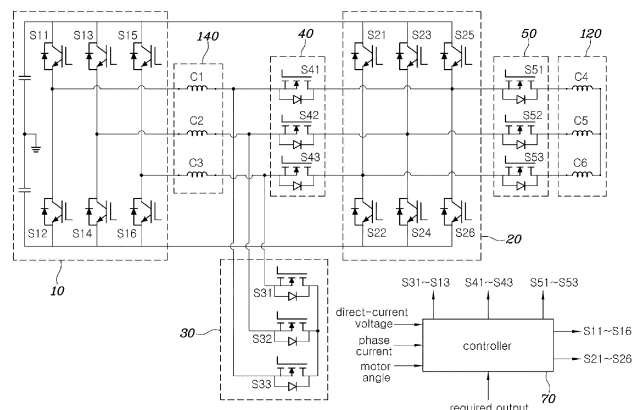 S11 S13 S15
140
40
S21 S23 S25
50
120
C1
S41
S51
C4
C2
S42
S52
C5
C3
S43
S53
C6
S12 S14 S16
S22 S24 S26
10
20
30
S31
S32
S33
S31~S13 S41~S43 S51~S53
direct-current
voltage
phase
current
motor
angle
controller
S11~S16
S21~S26
70
required output